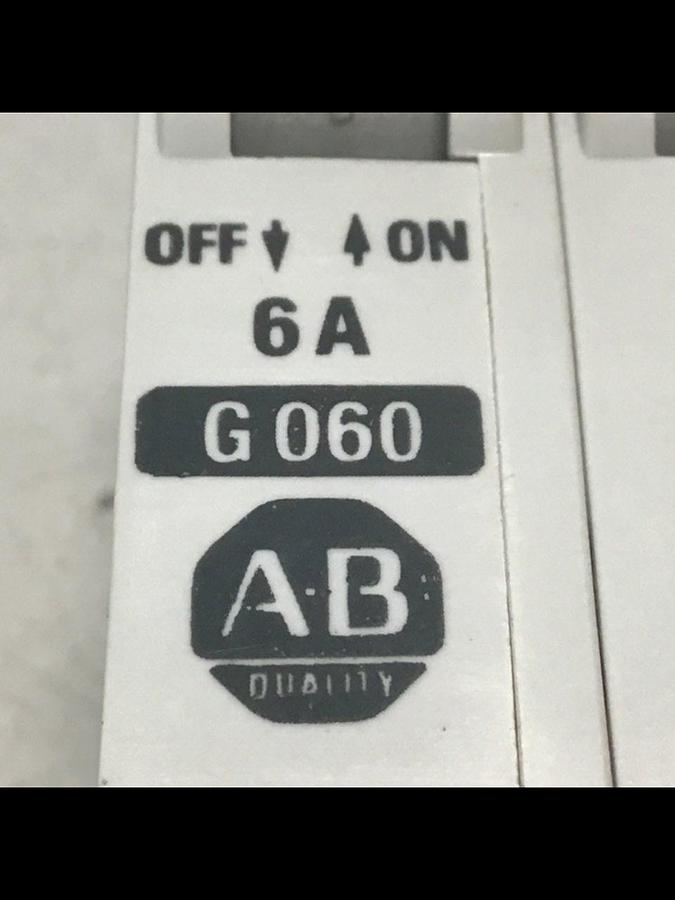 OFF ↓ ↑ ON
6 A
G 060
A·B
QUALITY